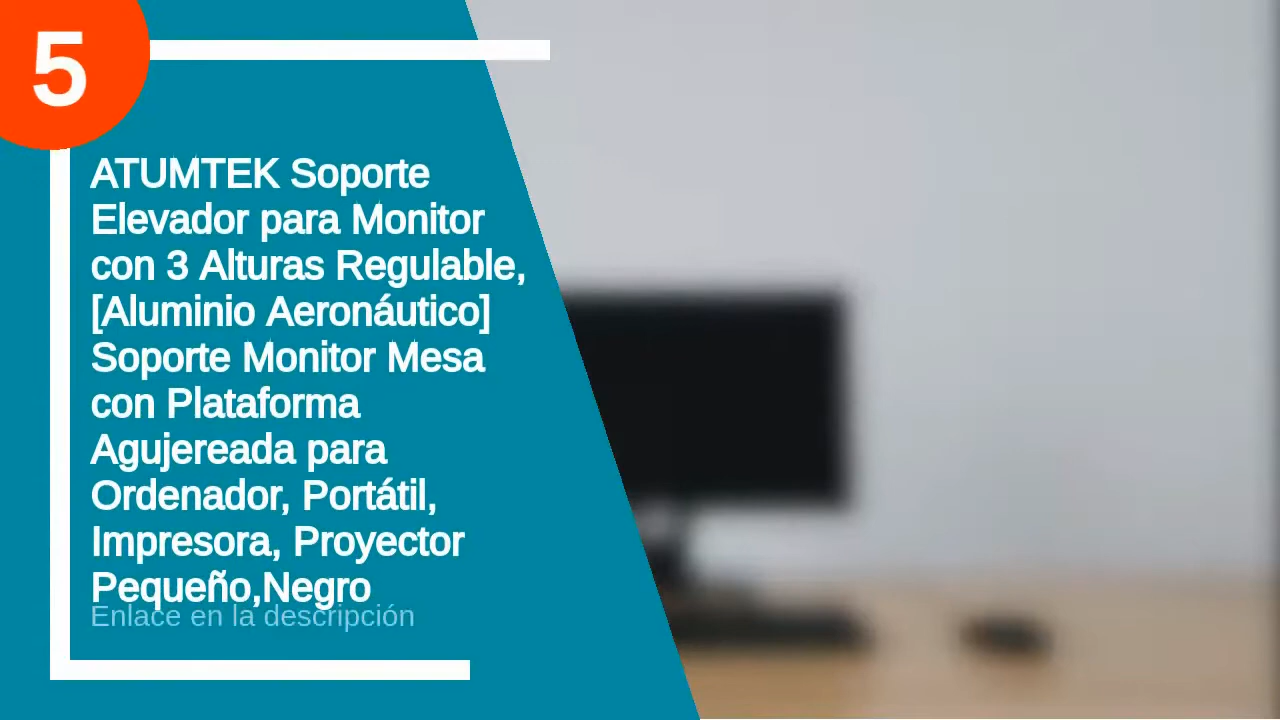 5
ATUMTEK Soporte
Elevador para Monitor
con 3 Alturas Regulable,
[Aluminio Aeronáutico]
Soporte Monitor Mesa
con Plataforma
Agujereada para
Ordenador, Portátil,
Impresora, Proyector
Pequeño,Negro
Enlace en la descripción